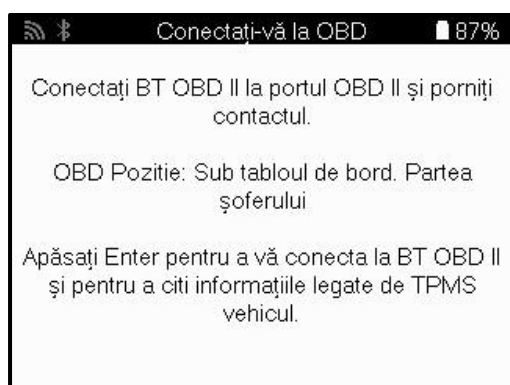 Conectați-vă la OBD 87%
Conectați BT OBD II la portul OBD II și porniți
contactul.
OBD Pozitie: Sub tabloul de bord. Partea
șoferului
Apăsați Enter pentru a vă conecta la BT OBD II
și pentru a citi informațiile legate de TPMS
vehicul.